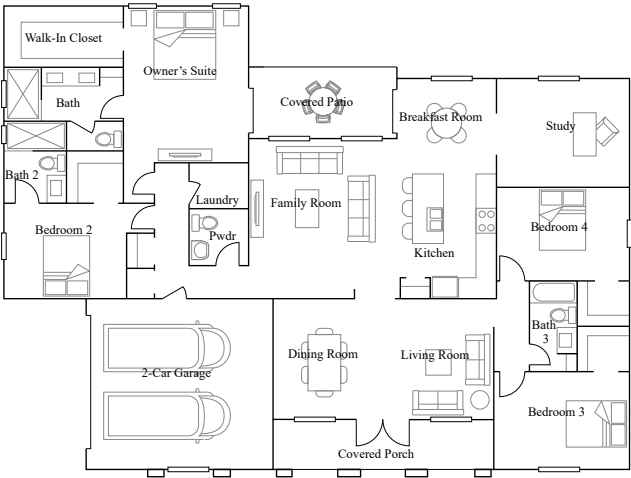 Walk-In Closet
Owner's Suite
Bath
Covered Patio
Breakfast Room
Study
Bath 2
Laundry
Family Room
Pwdr
Bedroom 2
Kitchen
Bedroom 4
Bath
3
Dining Room
Living Room
2-Car Garage
Bedroom 3
Covered Porch